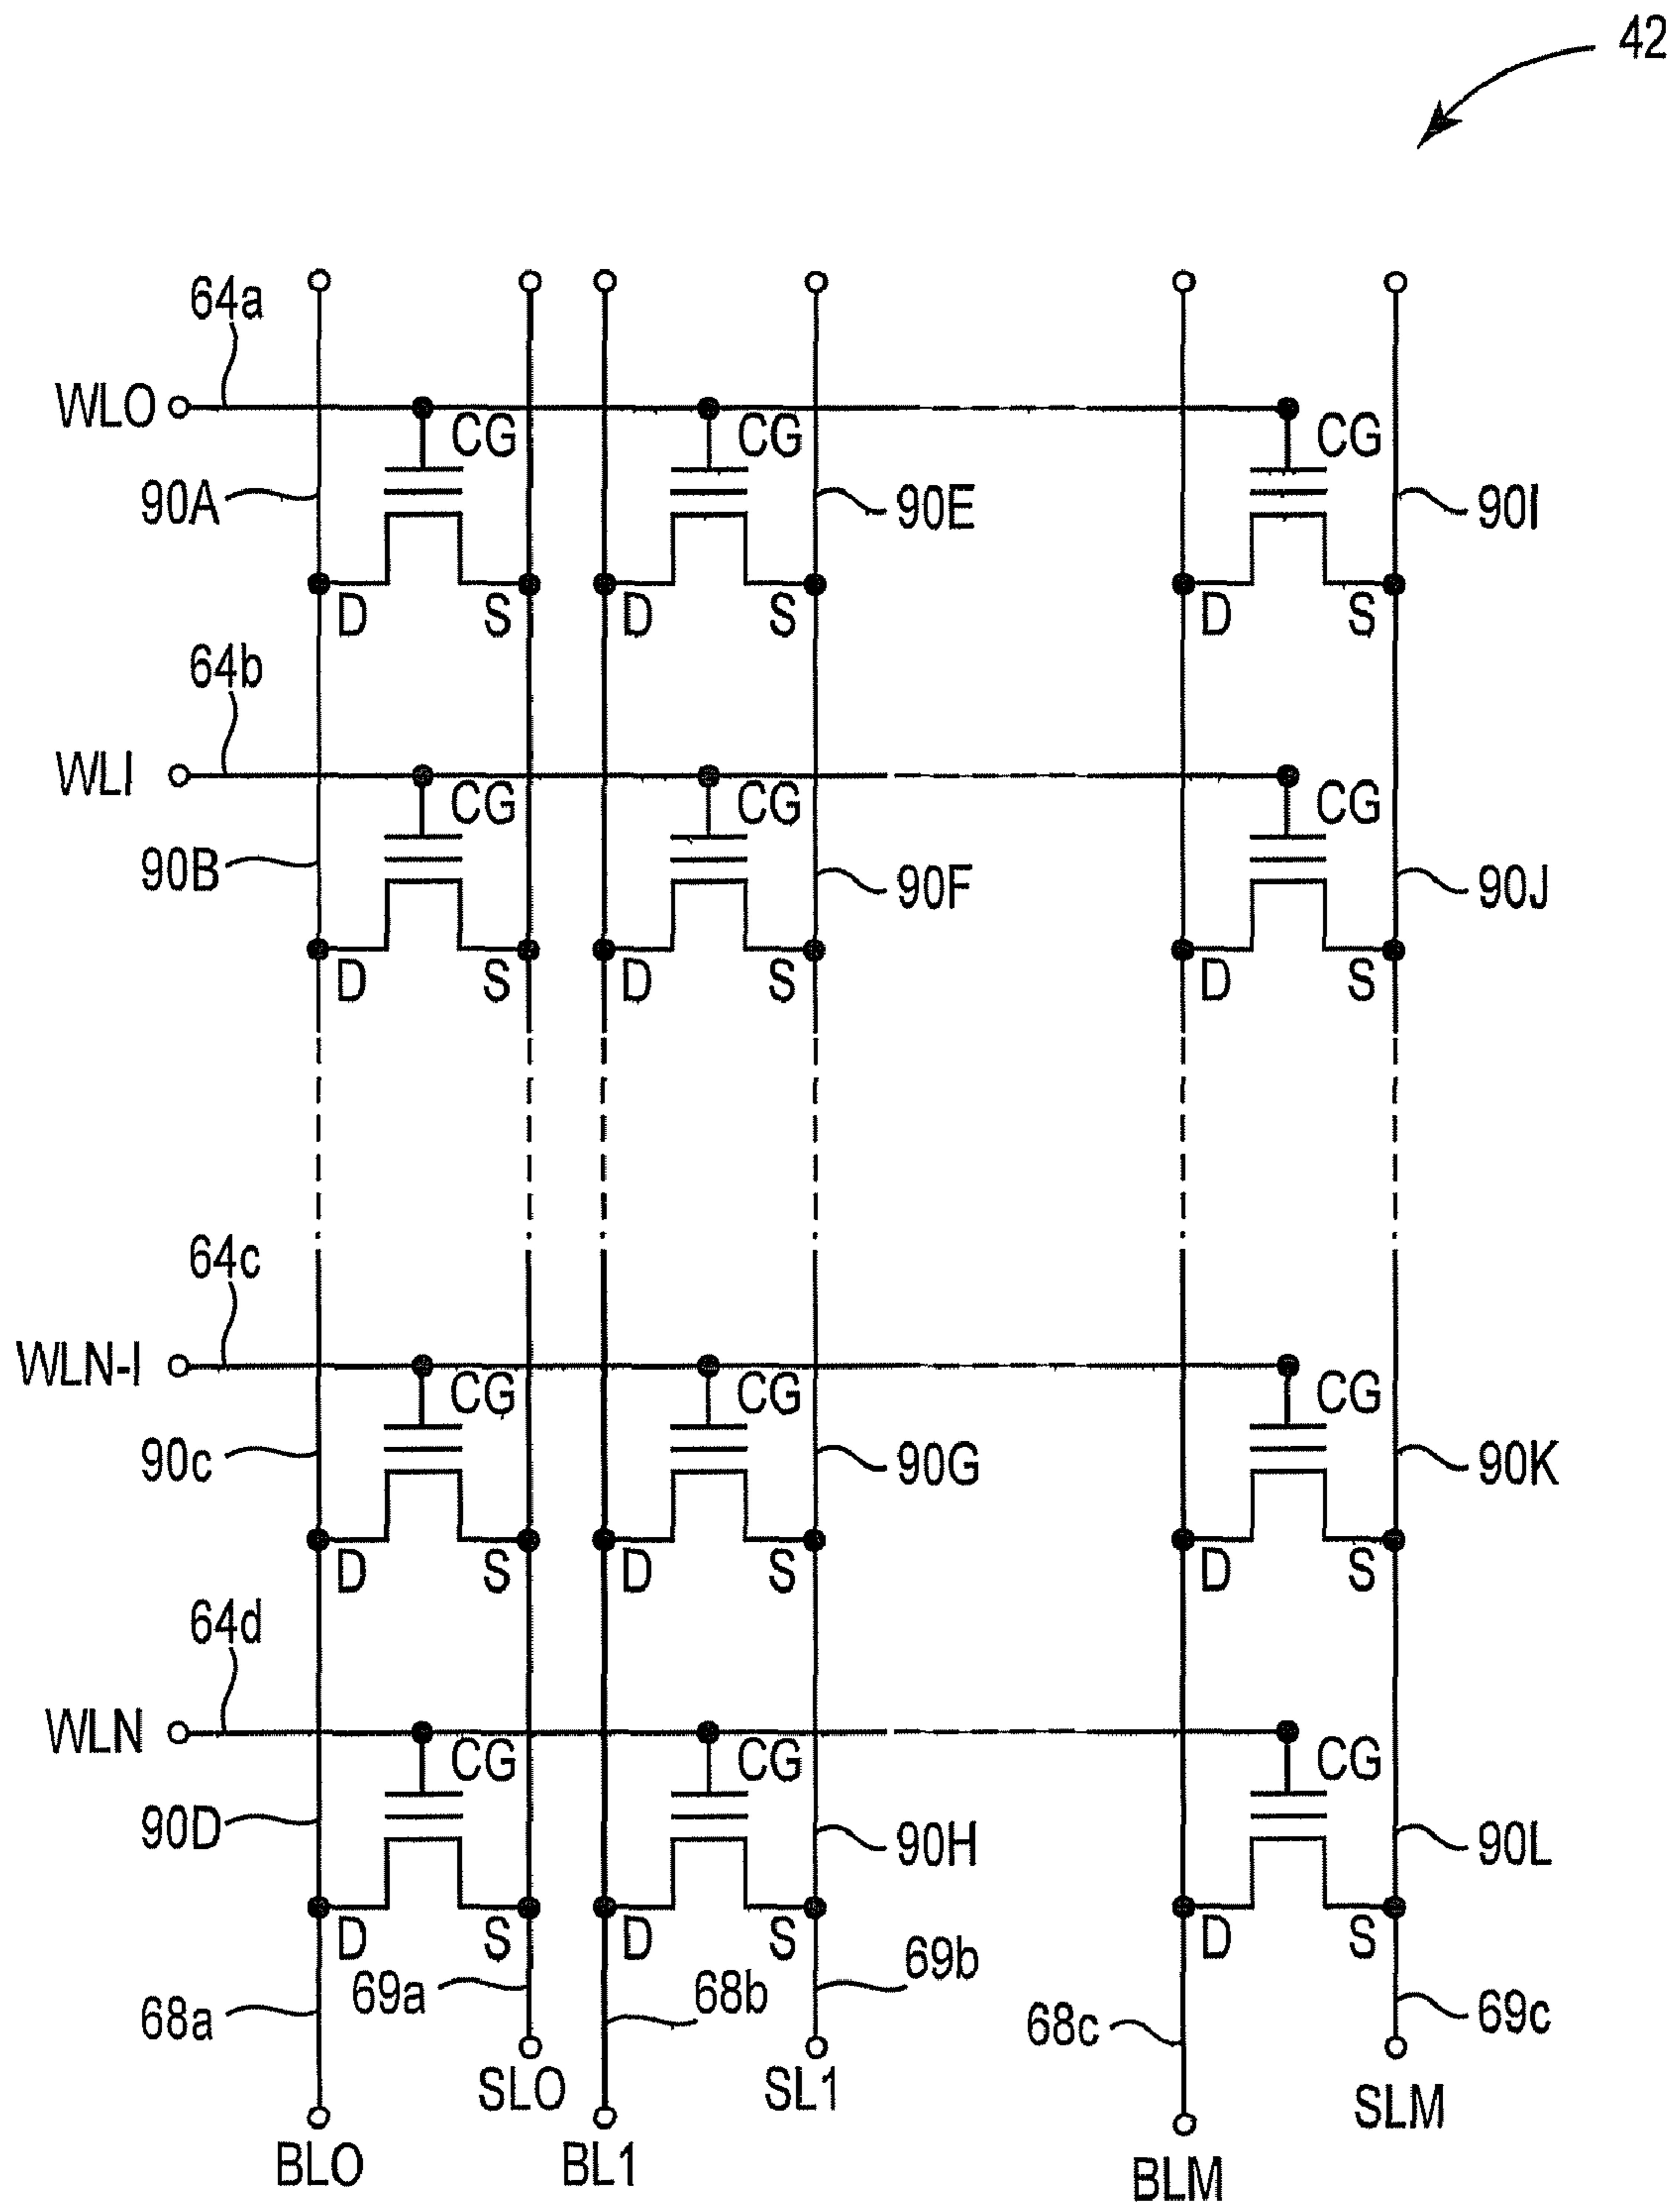 42
64a
WLO CG CG CG
90A 90E 90I
D S D S D S
64b
WLI CG CG CG
90B 90F 90J
D S D S D S
64c
WLN-I CG CG CG
90c 90G 90K
D S D S D S
64d
WLN CG CG CG
90D 90H 90L
D S D S D S
68a 69a 68b 69b 68c 69c
SLO SL1 SLM
BLO BL1 BLM